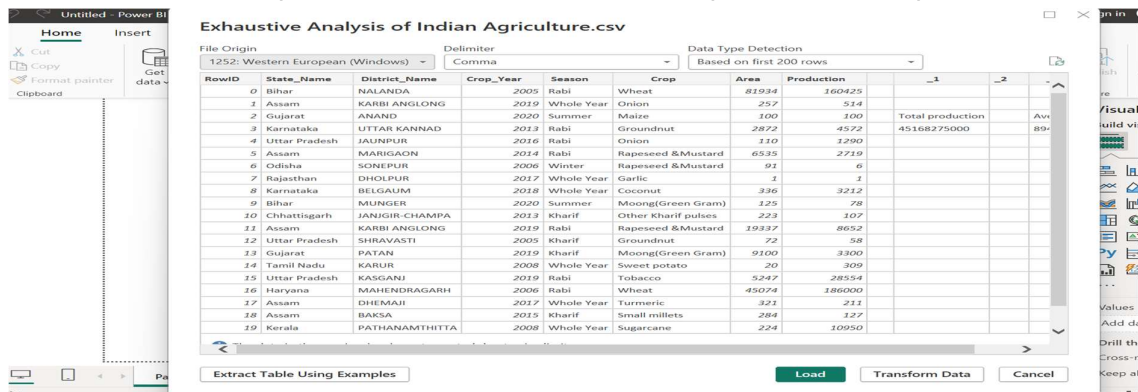 Untitled - Power BI
Home Insert
Cut
Copy
Format painter
Clipboard
Get
data
Exhaustive Analysis of Indian Agriculture.csv
File Origin Delimiter Data Type Detection
1252: Western European (Windows) Comma Based on first 200 rows
RowID State_Name District_Name Crop_Year Season Crop Area Production _1 _2
0 Bihar NALANDA 2005 Rabi Wheat 81934 160425
1 Assam KARBI ANGLONG 2019 Whole Year Onion 257 514
2 Gujarat ANAND 2020 Summer Maize 100 100 Total production
3 Karnataka UTTAR KANNAD 2013 Rabi Groundnut 2872 4572 45168275000
4 Uttar Pradesh JAUNPUR 2016 Rabi Onion 110 1290
5 Assam MARIGAON 2014 Rabi Rapeseed &Mustard 6535 2719
6 Odisha SONEPUR 2006 Winter Rapeseed &Mustard 91 6
7 Rajasthan DHOLPUR 2017 Whole Year Garlic 1 1
8 Karnataka BELGAUM 2018 Whole Year Coconut 336 3212
9 Bihar MUNGER 2020 Summer Moong(Green Gram) 125 78
10 Chhattisgarh JANJGIR-CHAMPA 2013 Kharif Other Kharif pulses 223 107
11 Assam KARBI ANGLONG 2019 Rabi Rapeseed &Mustard 19337 8652
12 Uttar Pradesh SHRAVASTI 2005 Kharif Groundnut 72 58
13 Gujarat PATAN 2019 Kharif Moong(Green Gram) 9100 3300
14 Tamil Nadu KARUR 2008 Whole Year Sweet potato 20 309
15 Uttar Pradesh KASGANJ 2019 Rabi Tobacco 5247 28554
16 Haryana MAHENDRAGARH 2006 Rabi Wheat 45074 186000
17 Assam DHEMAJI 2017 Whole Year Turmeric 321 211
18 Assam BAKSA 2015 Kharif Small millets 284 127
19 Kerala PATHANAMTHITTA 2008 Whole Year Sugarcane 224 10950
Extract Table Using Examples Load Transform Data Cancel